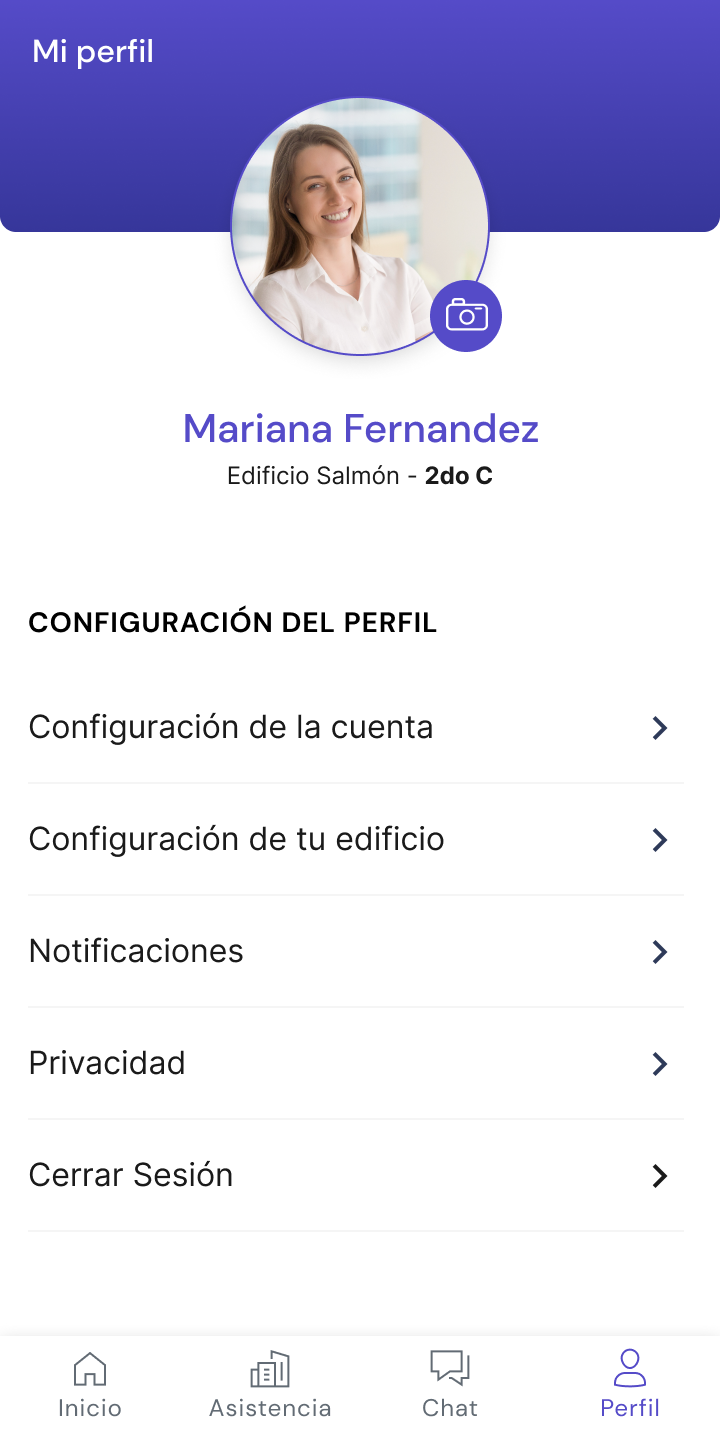 Mi perfil
Mariana Fernandez
Edificio Salmón - 2do C
CONFIGURACIÓN DEL PERFIL
Configuración de la cuenta
Configuración de tu edificio
Notificaciones
Privacidad
Cerrar Sesión
Inicio
Asistencia
Chat
Perfil